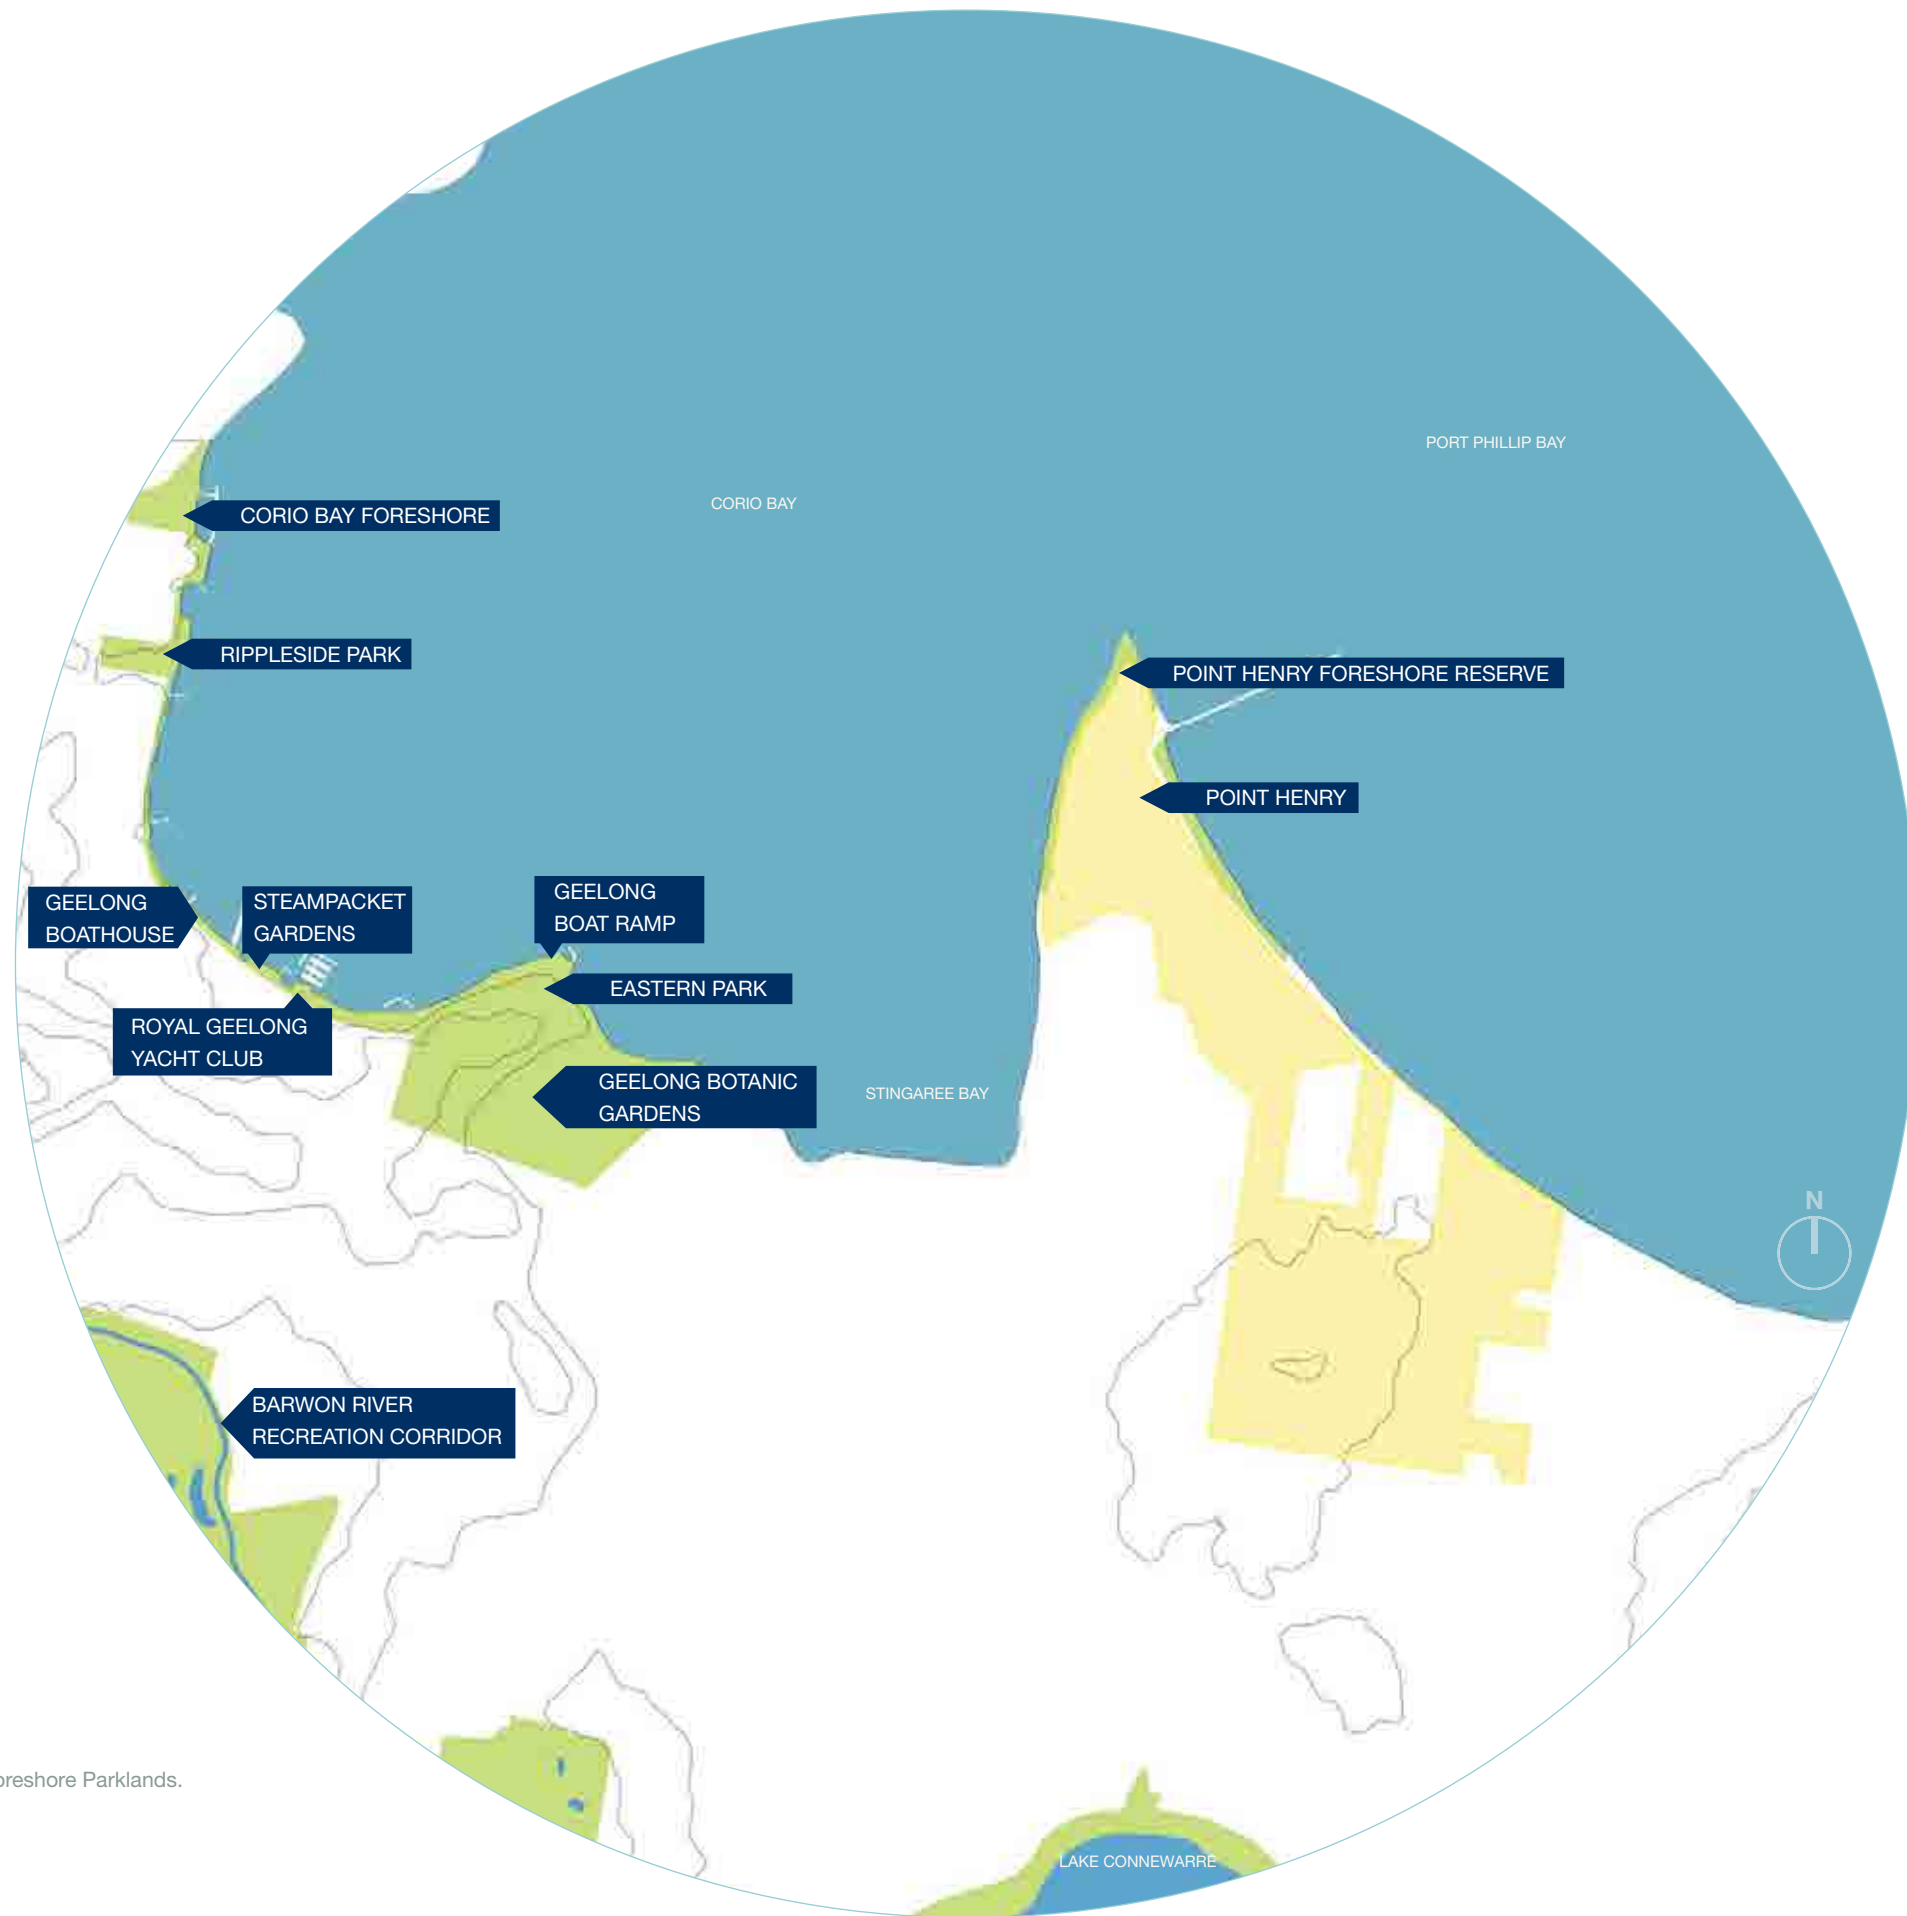 PORT PHILLIP BAY
CORIO BAY
CORIO BAY FORESHORE
RIPPLESIDE PARK
POINT HENRY FORESHORE RESERVE
POINT HENRY
GEELONG
BOATHOUSE
STEAMPACKET
GARDENS
GEELONG
BOAT RAMP
EASTERN PARK
ROYAL GEELONG
YACHT CLUB
GEELONG BOTANIC
GARDENS
STINGAREE BAY
N
BARWON RIVER
RECREATION CORRIDOR
oreshore Parklands.
LAKE CONNEWARRE